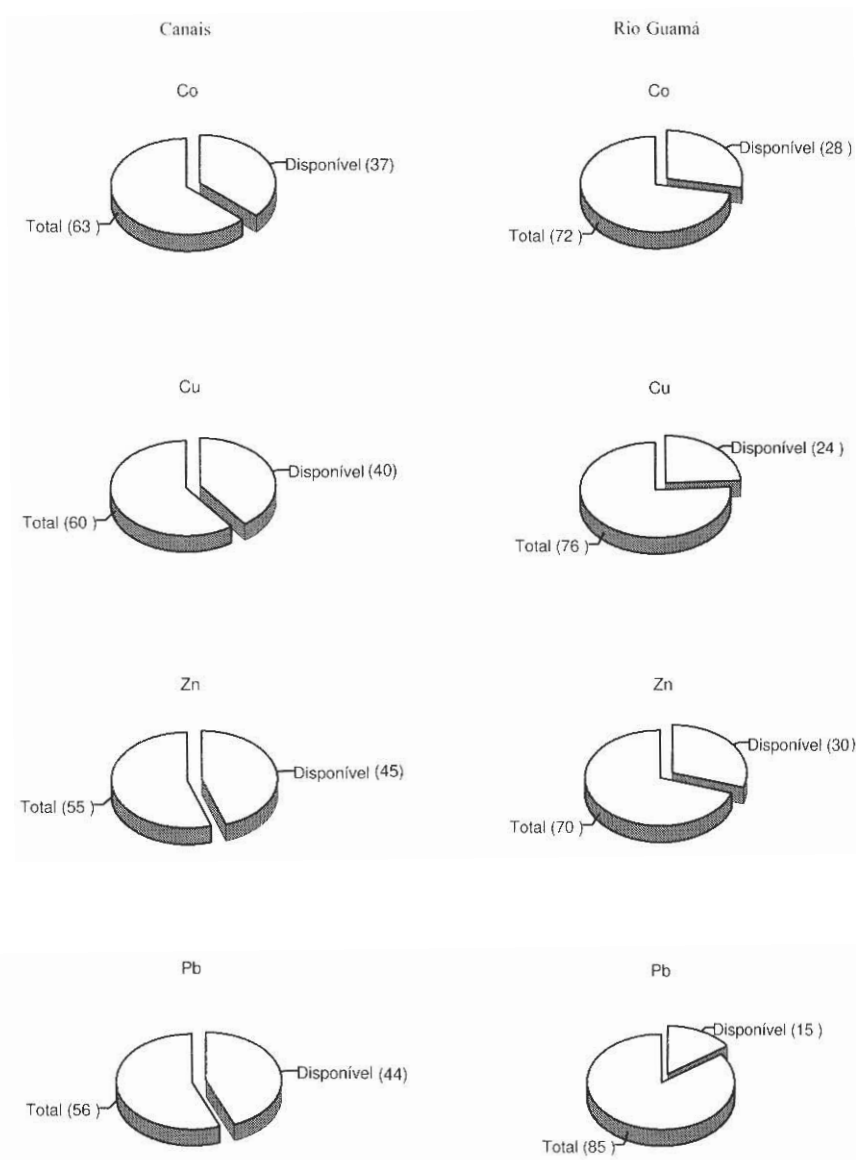 Canais
Rio Guamá
Co
Disponível (37)
Total (63 )
Co
Disponível (28 )
Total (72 )
Cu
Disponível (40)
Total (60 )
Cu
Disponível (24 )
Total (76 )
Zn
Disponível (45)
Total (55 )
Zn
Disponível (30)
Total (70 )
Pb
Disponível (44)
Total (56 )
Pb
Disponível (15 )
Total (85 )